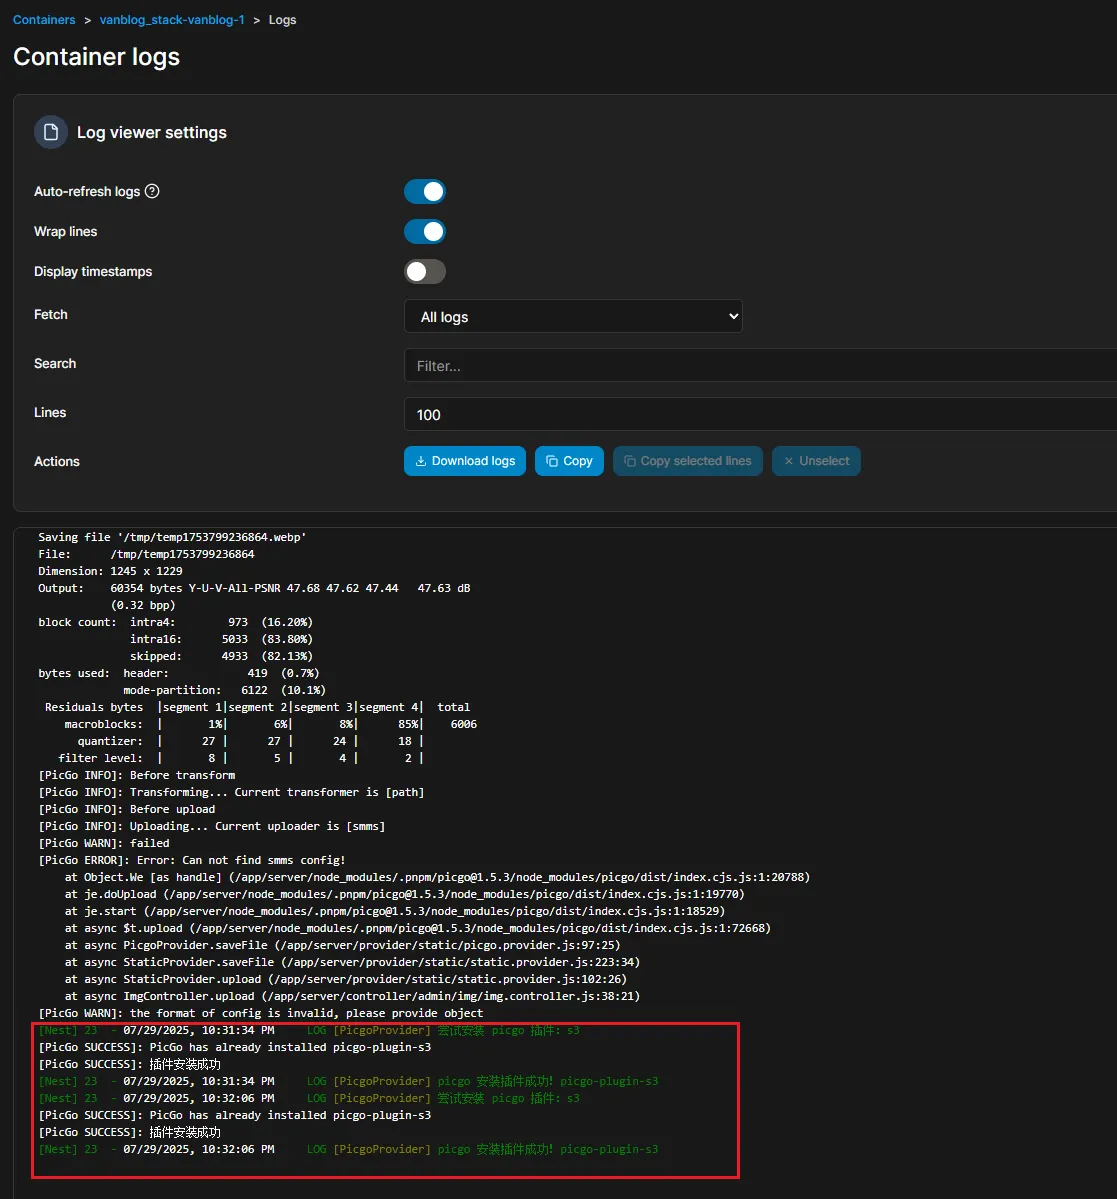 Containers > vanblog_stack-vanblog-1 > Logs
Container logs
Log viewer settings
Auto-refresh logs ?
Wrap lines
Display timestamps
Fetch All logs
Search Filter...
Lines 100
Actions Download logs Copy Copy selected lines × Unselect
Saving file '/tmp/temp1753799236864.webp'
File: /tmp/temp1753799236864
Dimension: 1245 x 1229
Output: 60354 bytes Y-U-V-All-PSNR 47.68 47.62 47.44 47.63 dB
(0.32 bpp)
block count: intra4: 973 (16.20%)
intra16: 5033 (83.80%)
skipped: 4933 (82.13%)
bytes used: header: 419 (0.7%)
mode-partition: 6122 (10.1%)
Residuals bytes |segment 1|segment 2|segment 3|segment 4| total
macroblocks: | 1%| 6%| 8%| 85%| 6006
quantizer: | 27 | 27 | 24 | 18 |
filter level: | 8 | 5 | 4 | 2 |
[PicGo INFO]: Before transform
[PicGo INFO]: Transforming... Current transformer is [path]
[PicGo INFO]: Before upload
[PicGo INFO]: Uploading... Current uploader is [smms]
[PicGo WARN]: failed
[PicGo ERROR]: Error: Can not find smms config!
at Object.We [as handle] (/app/server/node_modules/.pnpm/picgo@1.5.3/node_modules/picgo/dist/index.cjs.js:1:20788)
at je.doUpload (/app/server/node_modules/.pnpm/picgo@1.5.3/node_modules/picgo/dist/index.cjs.js:1:19770)
at je.start (/app/server/node_modules/.pnpm/picgo@1.5.3/node_modules/picgo/dist/index.cjs.js:1:18529)
at async $t.upload (/app/server/node_modules/.pnpm/picgo@1.5.3/node_modules/picgo/dist/index.cjs.js:1:72668)
at async PicgoProvider.saveFile (/app/server/provider/static/picgo.provider.js:97:25)
at async StaticProvider.saveFile (/app/server/provider/static/static.provider.js:223:34)
at async StaticProvider.upload (/app/server/provider/static/static.provider.js:102:26)
at async ImgController.upload (/app/server/controller/admin/img/img.controller.js:38:21)
[PicGo WARN]: the format of config is invalid, please provide object
[Nest] 23 - 07/29/2025, 10:31:34 PM LOG [PicgoProvider] 尝试安装 picgo 插件: s3
[PicGo SUCCESS]: PicGo has already installed picgo-plugin-s3
[PicGo SUCCESS]: 插件安装成功
[Nest] 23 - 07/29/2025, 10:31:34 PM LOG [PicgoProvider] picgo 安装插件成功! picgo-plugin-s3
[Nest] 23 - 07/29/2025, 10:32:06 PM LOG [PicgoProvider] 尝试安装 picgo 插件: s3
[PicGo SUCCESS]: PicGo has already installed picgo-plugin-s3
[PicGo SUCCESS]: 插件安装成功
[Nest] 23 - 07/29/2025, 10:32:06 PM LOG [PicgoProvider] picgo 安装插件成功! picgo-plugin-s3